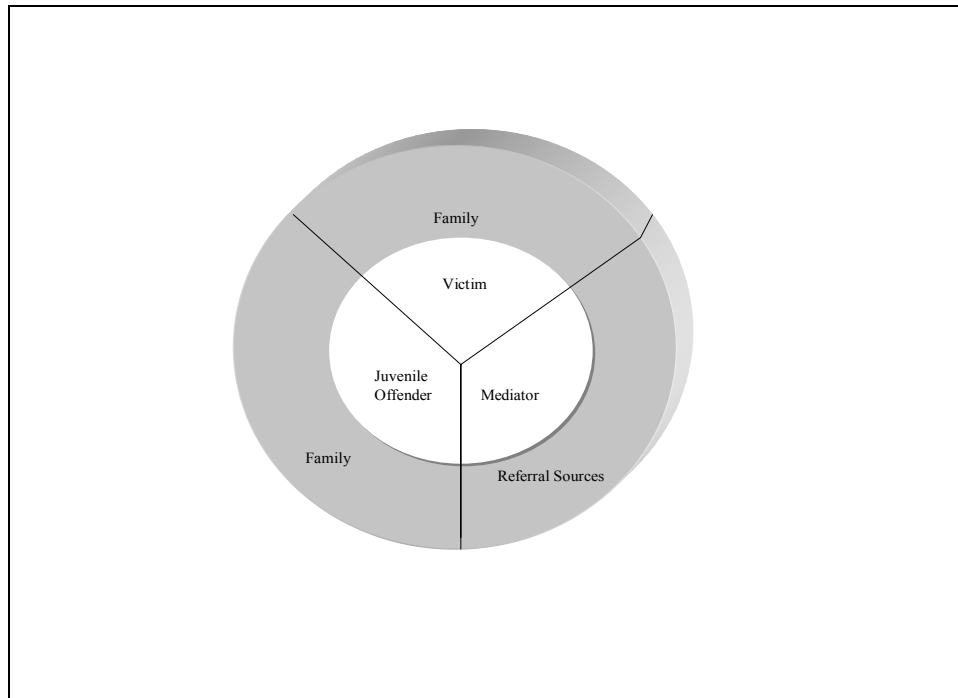 Family
Victim
Juvenile
Offender
Mediator
Family
Referral Sources